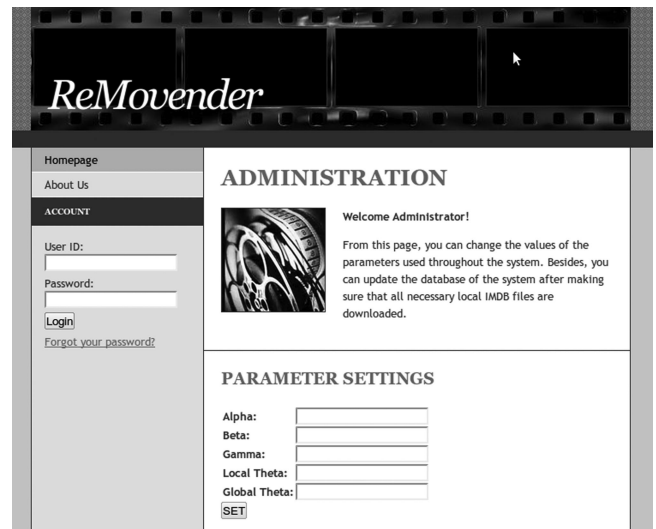 ReMovender
Homepage
About Us
ACCOUNT
User ID:
Password:
Login
Forgot your password?
ADMINISTRATION
Welcome Administrator!
From this page, you can change the values of the
parameters used throughout the system. Besides, you
can update the database of the system after making
sure that all necessary local IMDB files are
downloaded.
PARAMETER SETTINGS
Alpha:
Beta:
Gamma:
Local Theta:
Global Theta:
SET